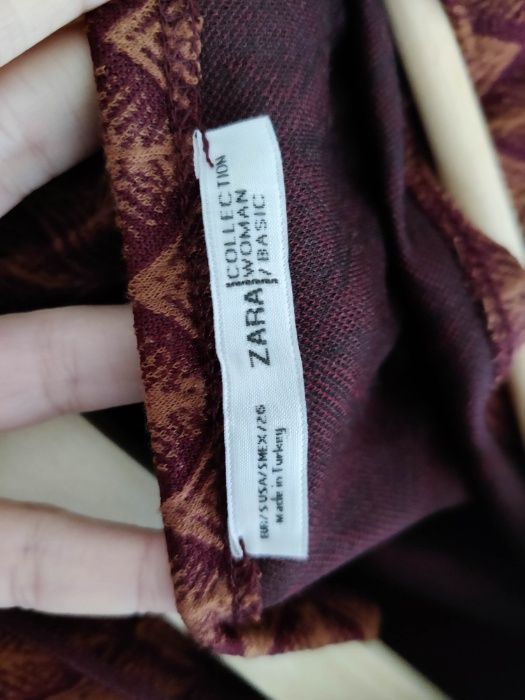 ZARA
COLLECTION
WOMAN
/ BASIC
EUR/S USA/S MEX/26
Made in Turkey